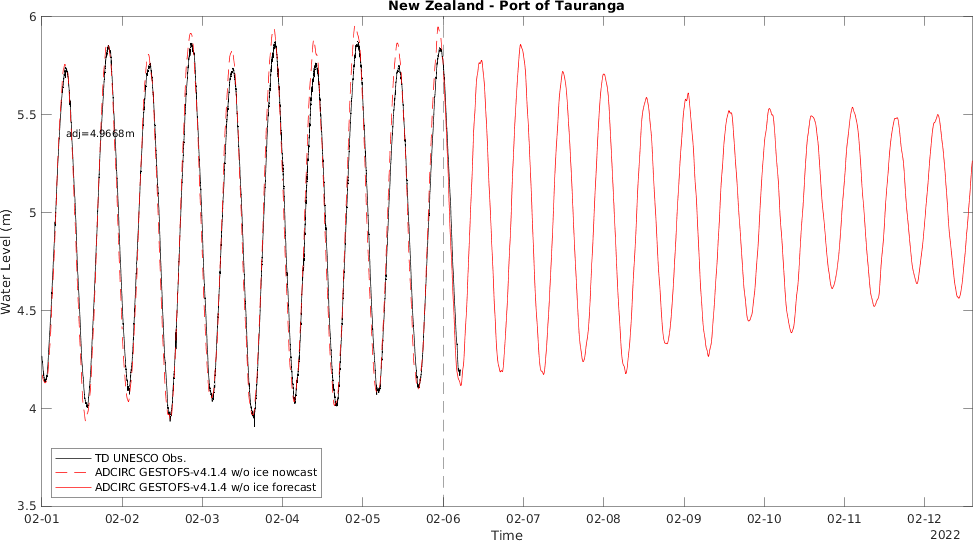 New Zealand - Port of Tauranga
6
5.5
5
4.5
4
3.5
Water Level (m)
adj=4.9668m
TD UNESCO Obs.
ADCIRC GESTOFS-v4.1.4 w/o ice nowcast
ADCIRC GESTOFS-v4.1.4 w/o ice forecast
02-01 02-02 02-03 02-04 02-05 02-06 02-07 02-08 02-09 02-10 02-11 02-12
2022
Time